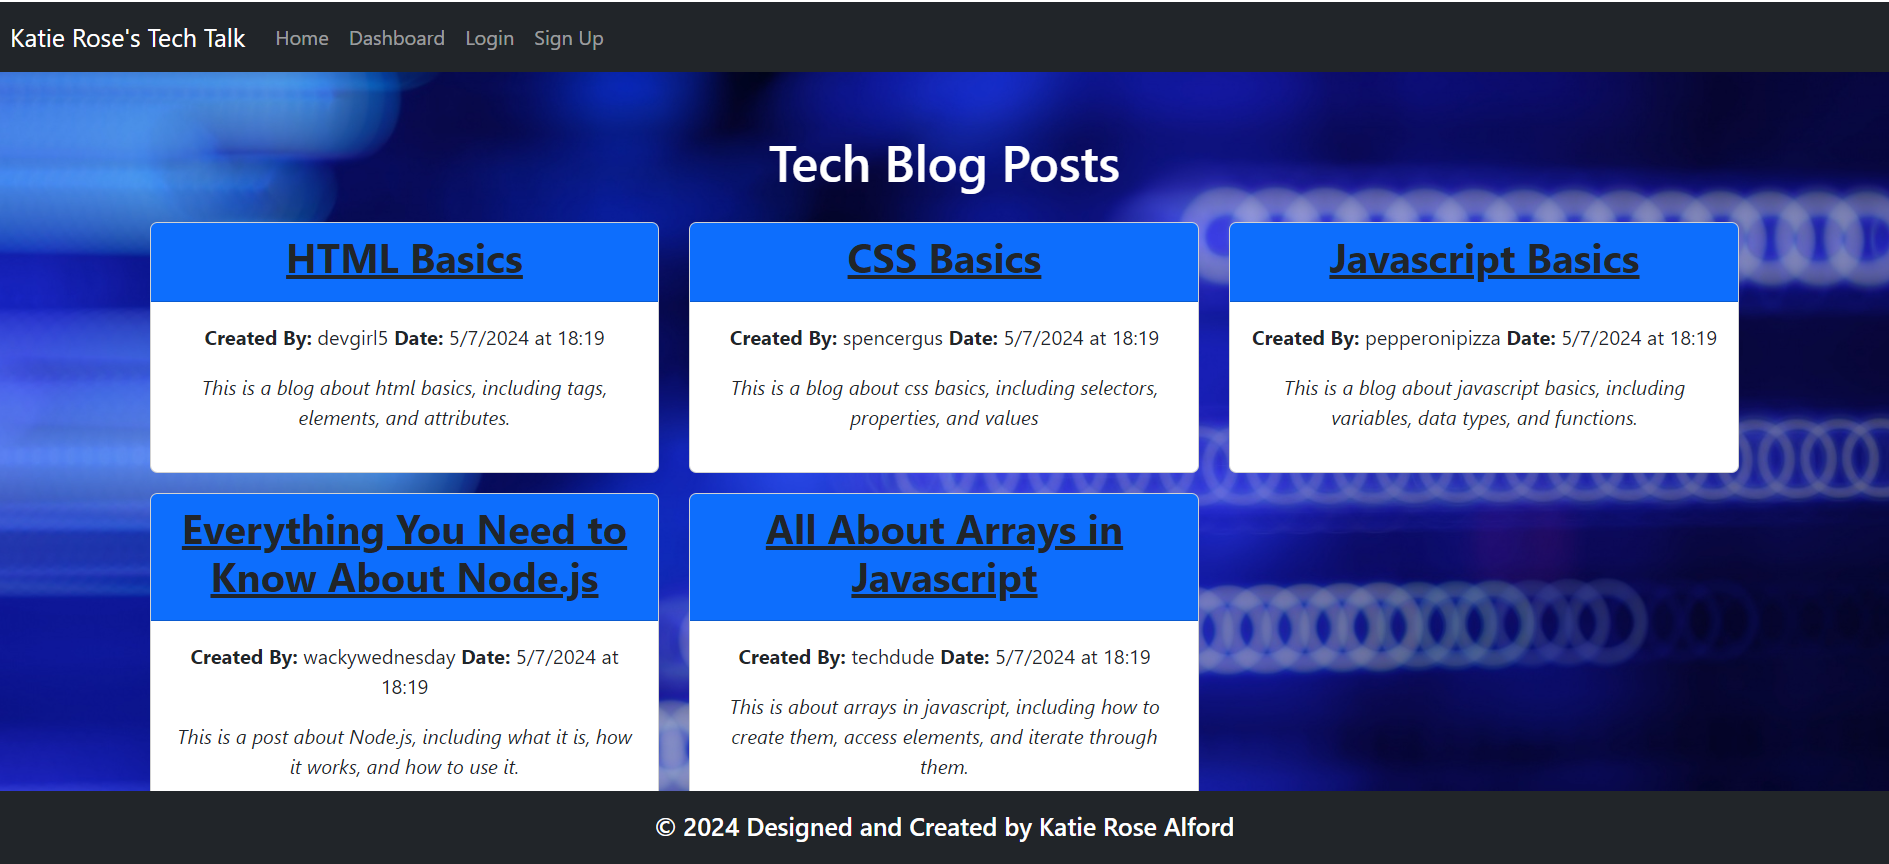 Katie Rose's Tech Talk Home Dashboard Login Sign Up
Tech Blog Posts
HTML Basics
Created By: devgirl5 Date: 5/7/2024 at 18:19
This is a blog about html basics, including tags,
elements, and attributes.
CSS Basics
Created By: spencergus Date: 5/7/2024 at 18:19
This is a blog about css basics, including selectors,
properties, and values
Javascript Basics
Created By: pepperonipizza Date: 5/7/2024 at 18:19
This is a blog about javascript basics, including
variables, data types, and functions.
Everything You Need to
Know About Node.js
Created By: wackywednesday Date: 5/7/2024 at
18:19
This is a post about Node.js, including what it is, how
it works, and how to use it.
All About Arrays in
Javascript
Created By: techdude Date: 5/7/2024 at 18:19
This is about arrays in javascript, including how to
create them, access elements, and iterate through
them.
© 2024 Designed and Created by Katie Rose Alford